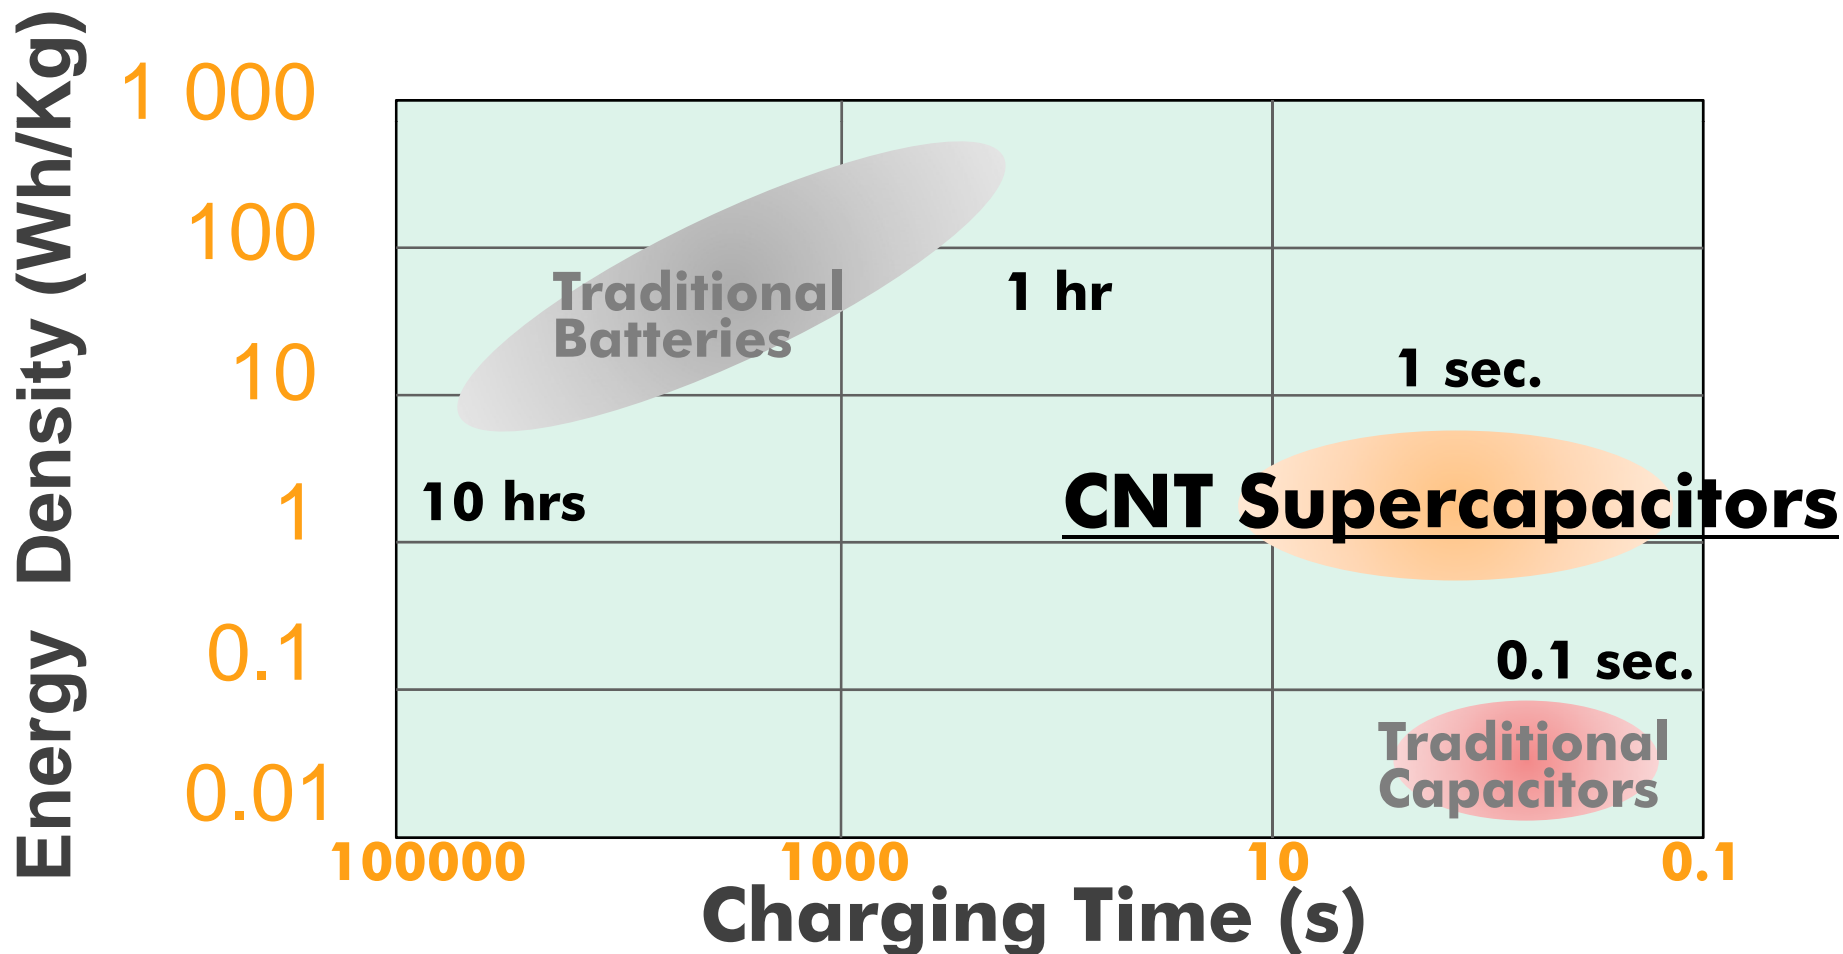 Energy Density (Wh/Kg)
1 000
100
10
1
0.1
0.01
Traditional
Batteries
1 hr
1 sec.
10 hrs
CNT Supercapacitors
0.1 sec.
Traditional
Capacitors
100000
1000
10
0.1
Charging Time (s)